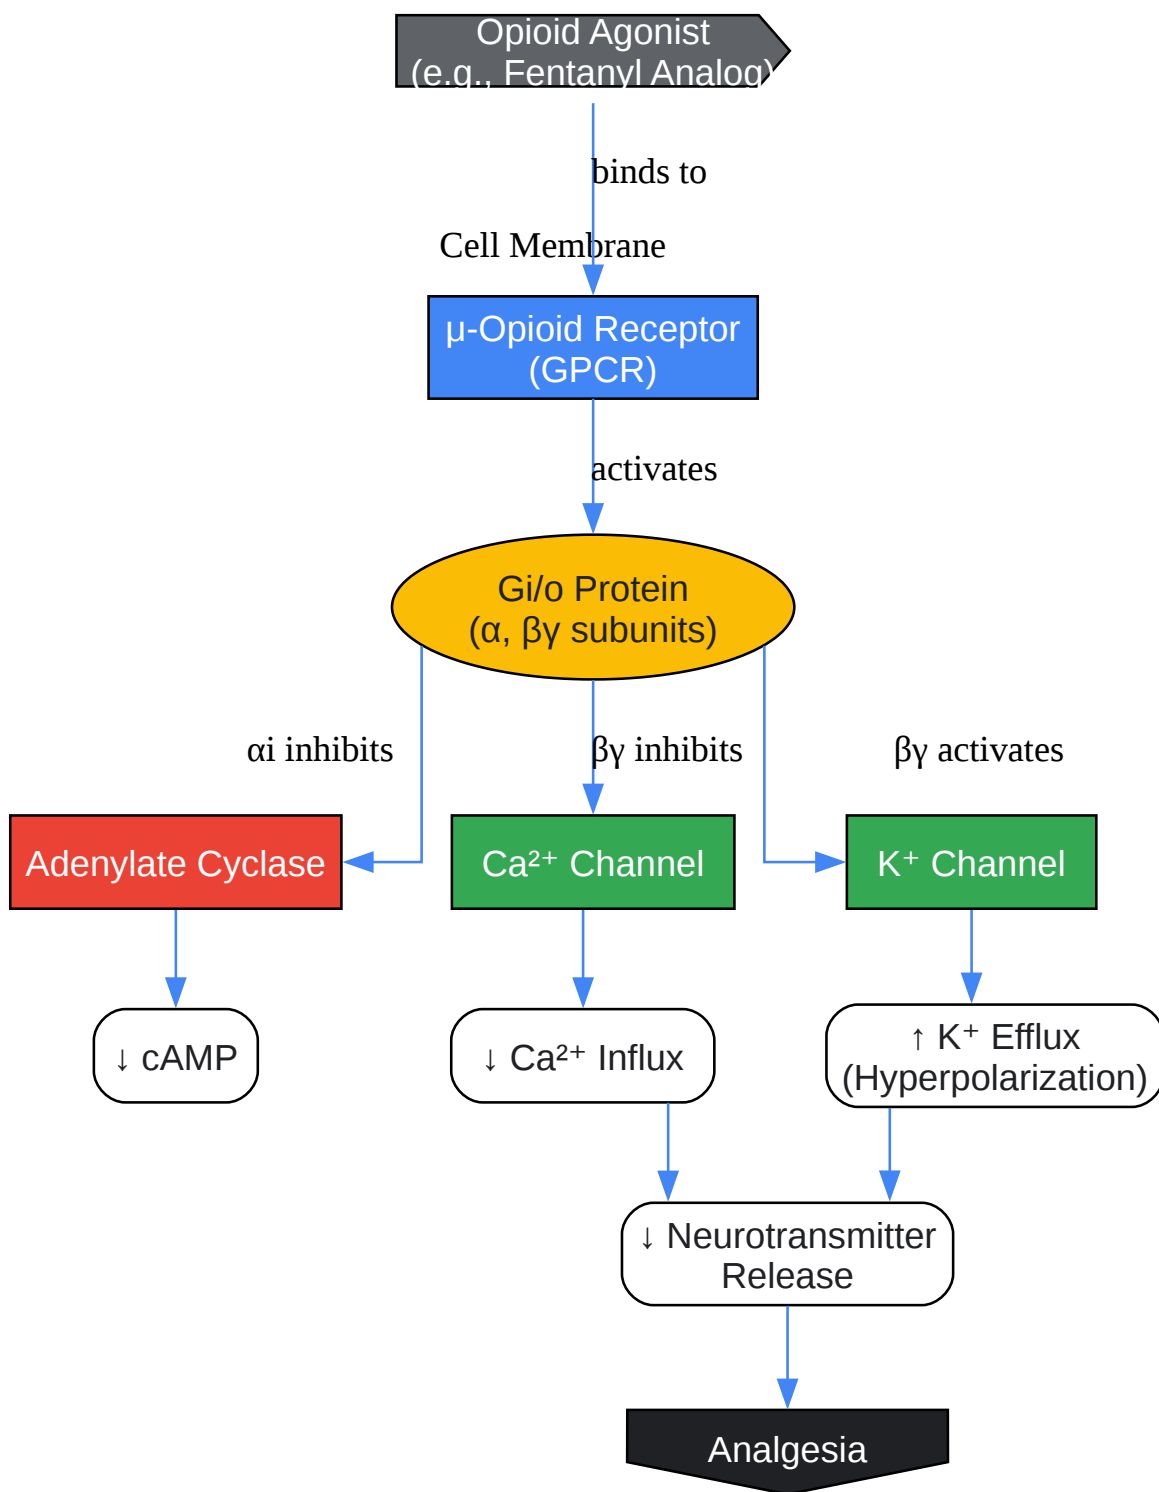 Opioid Agonist
(e.g., Fentanyl Analog)
binds to
Cell Membrane
μ-Opioid Receptor
(GPCR)
activates
Gi/o Protein
(α, βγ subunits)
αi inhibits
βγ inhibits
βγ activates
Adenylate Cyclase
Ca²⁺ Channel
K⁺ Channel
↓ cAMP
↓ Ca²⁺ Influx
↑ K⁺ Efflux
(Hyperpolarization)
↓ Neurotransmitter
Release
Analgesia